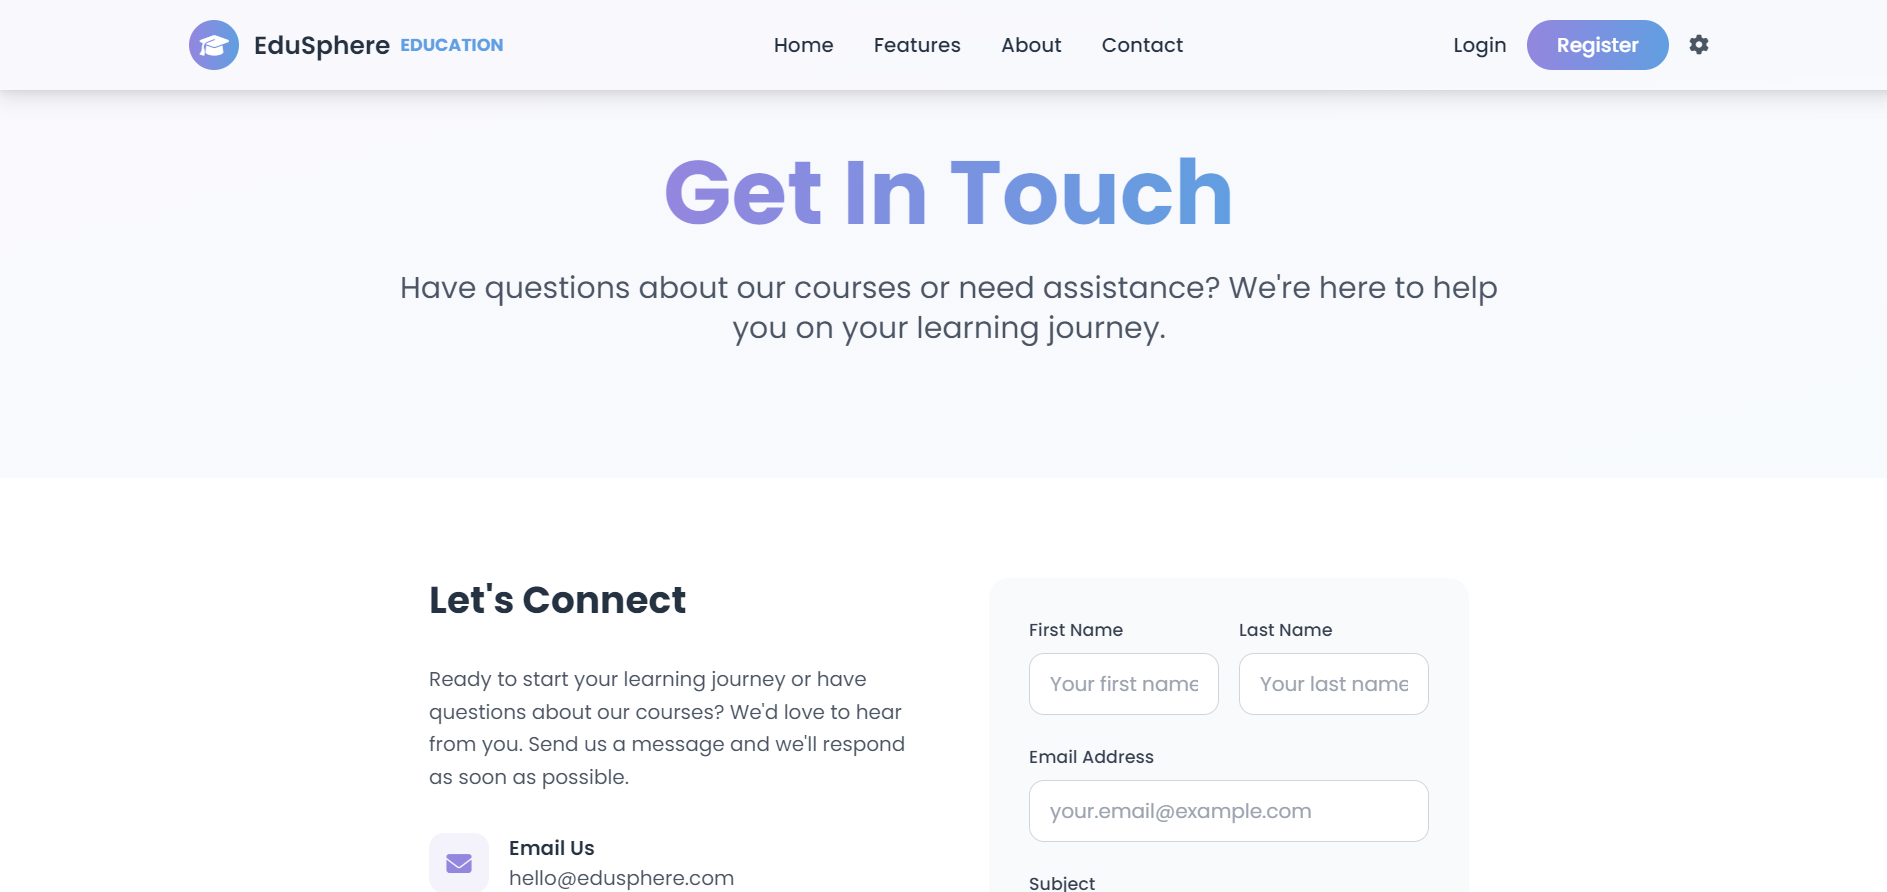 EduSphere EDUCATION
Home Features About Contact
Login Register
Get In Touch
Have questions about our courses or need assistance? We're here to help
you on your learning journey.
Let's Connect
Ready to start your learning journey or have
questions about our courses? We'd love to hear
from you. Send us a message and we'll respond
as soon as possible.
Email Us
hello@edusphere.com
First Name Last Name
Your first name Your last name
Email Address
your.email@example.com
Subject